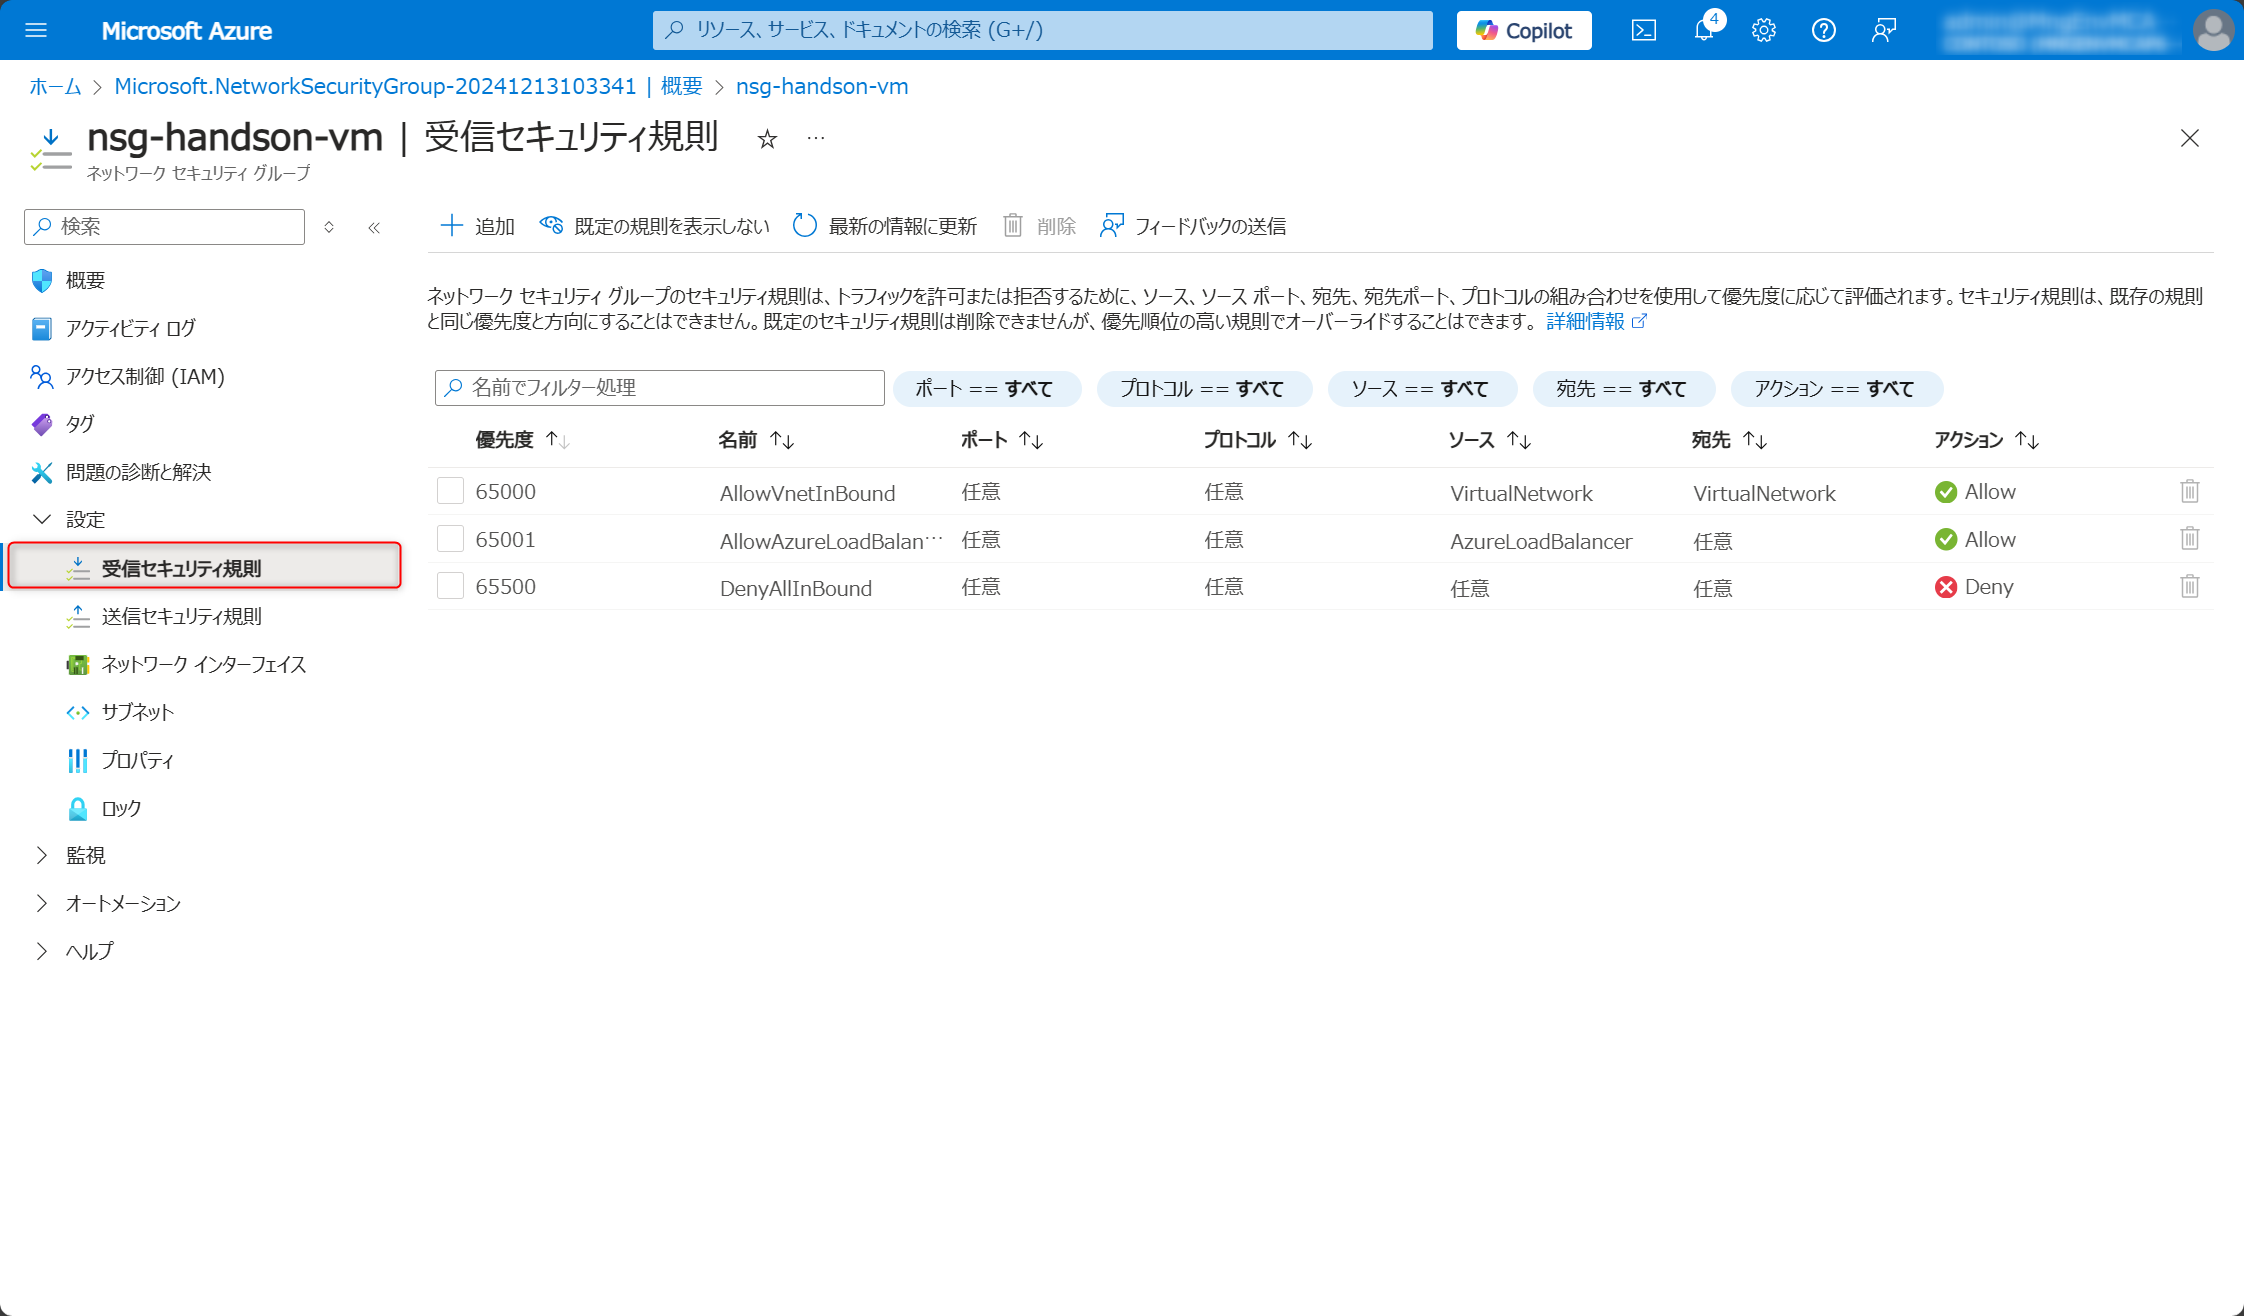 Microsoft Azure
リソース、サービス、ドキュメントの検索 (G+/)
Copilot
4
ホーム > Microsoft.NetworkSecurityGroup-20241213103341 | 概要 > nsg-handson-vm
nsg-handson-vm | 受信セキュリティ規則 ☆ …
ネットワーク セキュリティ グループ
検索
追加
既定の規則を表示しない
最新の情報に更新
削除
フィードバックの送信
概要
アクティビティ ログ
アクセス制御 (IAM)
タグ
問題の診断と解決
設定
受信セキュリティ規則
送信セキュリティ規則
ネットワーク インターフェイス
サブネット
プロパティ
ロック
監視
オートメーション
ヘルプ
ネットワーク セキュリティ グループのセキュリティ規則は、トラフィックを許可または拒否するために、ソース、ソース ポート、宛先、宛先ポート、プロトコルの組み合わせを使用して優先度に応じて評価されます。セキュリティ規則は、既存の規則
と同じ優先度と方向にすることはできません。既定のセキュリティ規則は削除できませんが、優先順位の高い規則でオーバーライドすることはできます。 詳細情報
名前でフィルター処理
ポート == すべて
プロトコル == すべて
ソース == すべて
宛先 == すべて
アクション == すべて
優先度 ↑↓ 名前 ↑↓ ポート ↑↓ プロトコル ↑↓ ソース ↑↓ 宛先 ↑↓ アクション ↑↓
65000 AllowVnetInBound 任意 任意 VirtualNetwork VirtualNetwork Allow
65001 AllowAzureLoadBalan… 任意 任意 AzureLoadBalancer 任意 Allow
65500 DenyAllInBound 任意 任意 任意 任意 Deny